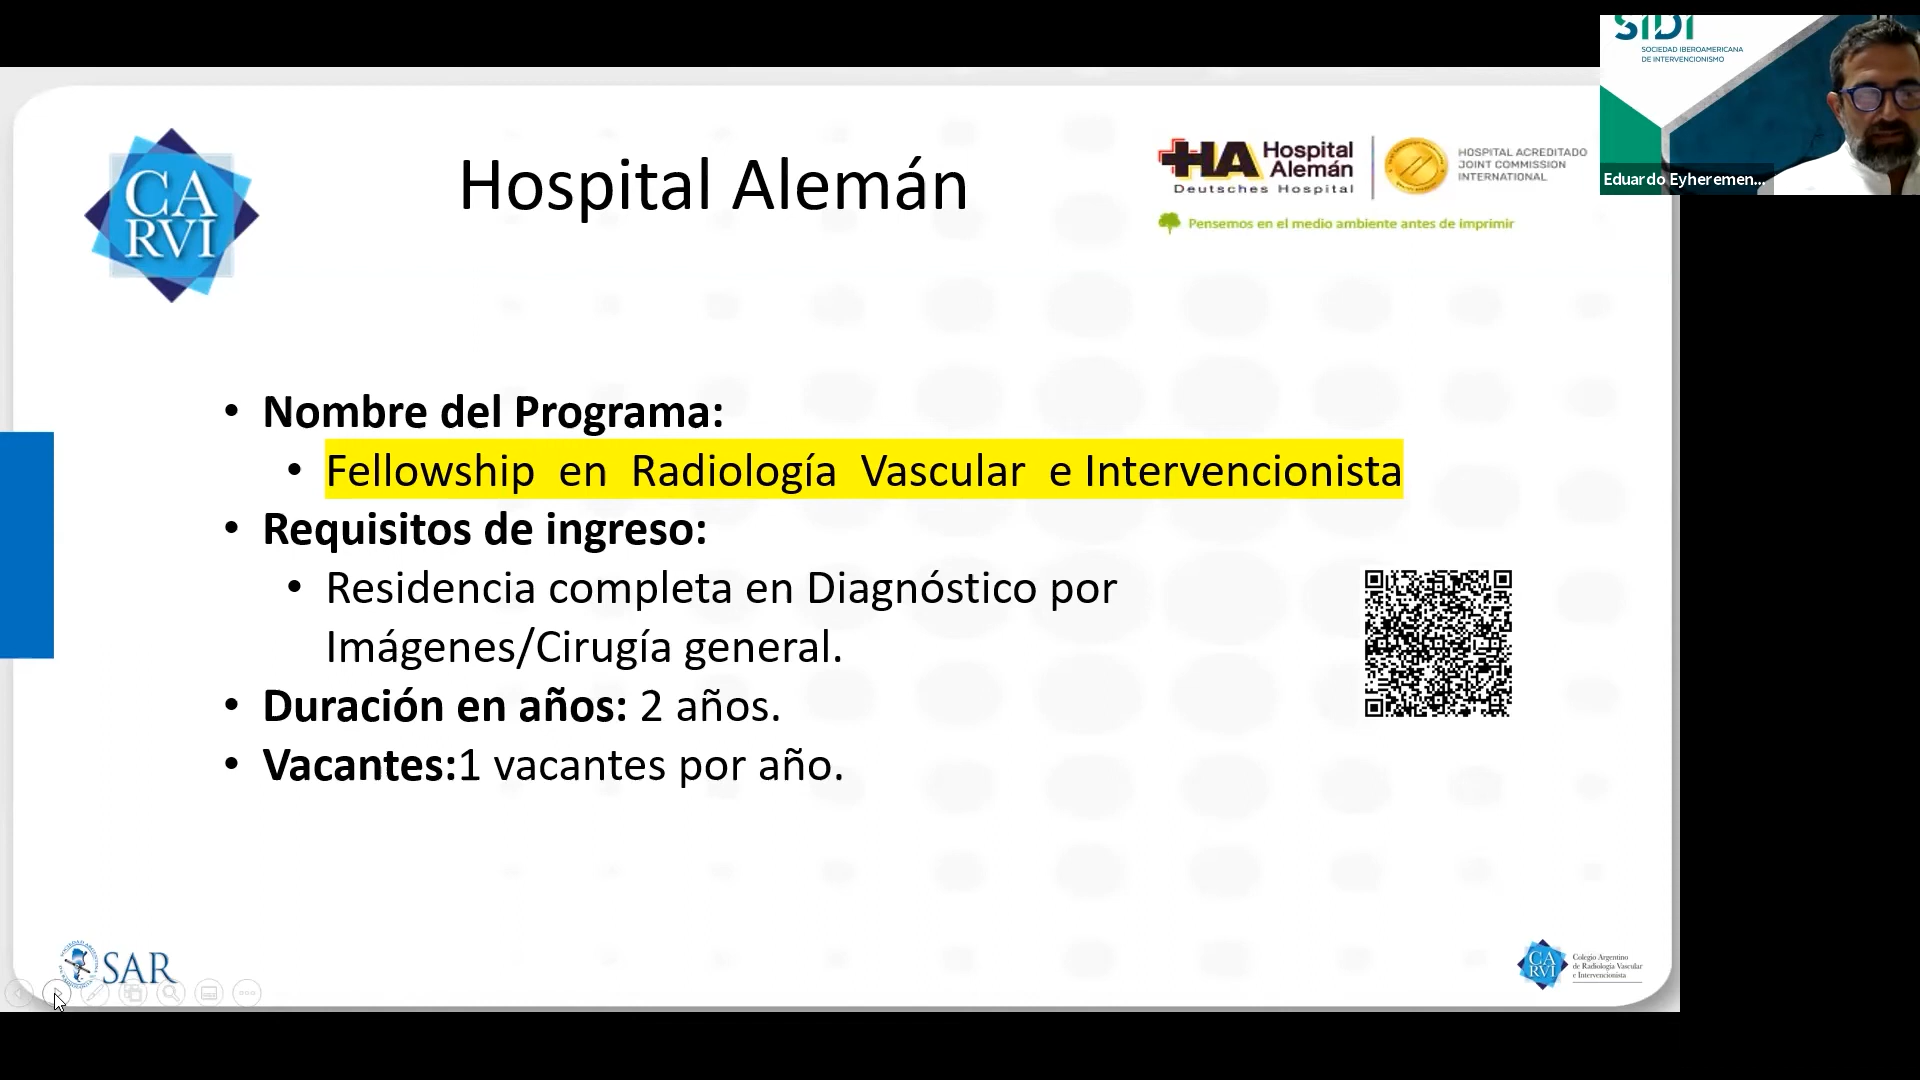 SIDI
SOCIEDAD IBEROAMERICANA
DE INTERVENCIONISMO
Eduardo Eyheremen...
CA
RVI
Hospital Alemán
HA
Hospital
Alemán
Deutsches Hospital
HOSPITAL ACREDITADO
JOINT COMMISSION
INTERNATIONAL
Pensemos en el medio ambiente antes de imprimir
• Nombre del Programa:
• Fellowship en Radiología Vascular e Intervencionista
• Requisitos de ingreso:
• Residencia completa en Diagnóstico por
Imágenes/Cirugía general.
• Duración en años: 2 años.
• Vacantes:1 vacantes por año.
SAR
CA
RVI
Colegio Argentino
de Radiología Vascular
e Intervencionista